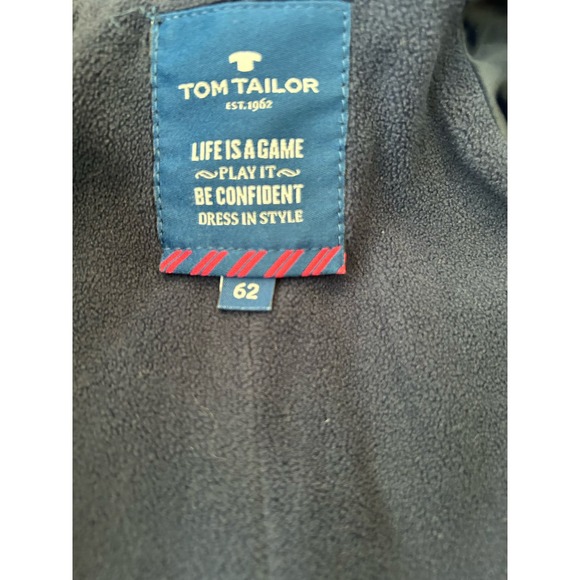 TOM TAILOR
EST.1962
LIFE IS A GAME
PLAY IT
BE CONFIDENT
DRESS IN STYLE
62